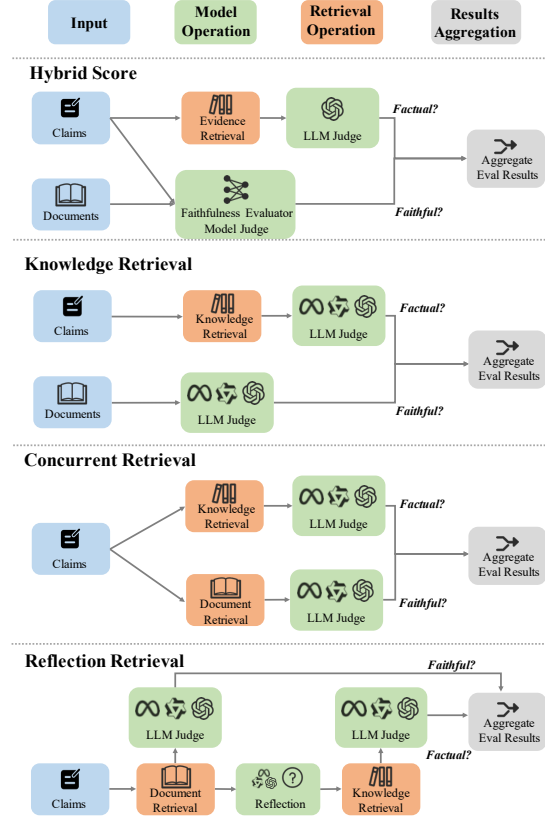 Input
Model
Operation
Retrieval
Operation
Results
Aggregation
Hybrid Score
Claims
Evidence
Retrieval
LLM Judge
Factual?
Documents
Faithfulness Evaluator
Model Judge
Faithful?
Aggregate
Eval Results
Knowledge Retrieval
Claims
Knowledge
Retrieval
LLM Judge
Factual?
Documents
LLM Judge
Faithful?
Aggregate
Eval Results
Concurrent Retrieval
Claims
Knowledge
Retrieval
LLM Judge
Factual?
Document
Retrieval
LLM Judge
Faithful?
Aggregate
Eval Results
Reflection Retrieval
Faithful?
LLM Judge
LLM Judge
Aggregate
Eval Results
Factual?
Claims
Document
Retrieval
?
Reflection
Knowledge
Retrieval